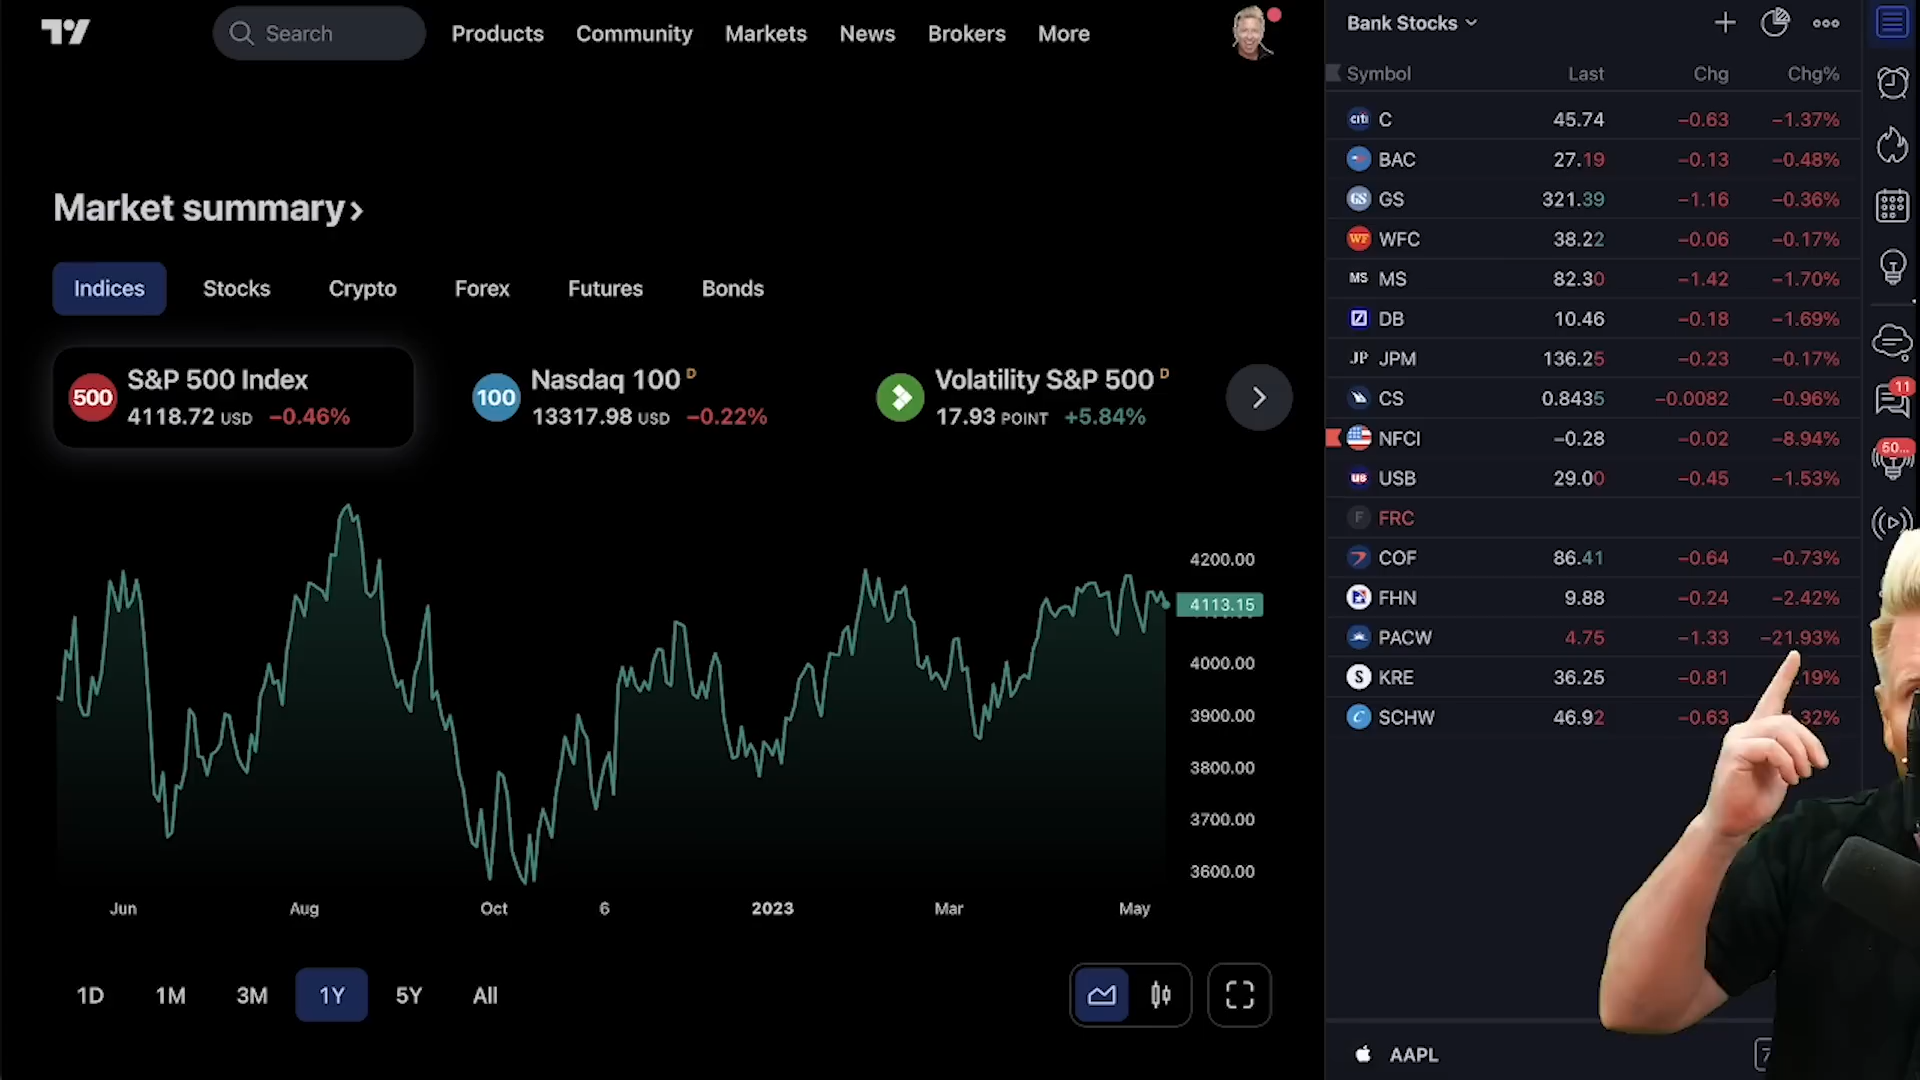 Search
Products Community Markets News Brokers More
Market summary
Indices Stocks Crypto Forex Futures Bonds
500 S&P 500 Index
4118.72 USD −0.46%
100 Nasdaq 100 D
13317.98 USD −0.22%
Volatility S&P 500 D
17.93 POINT +5.84%
4200.00
4113.15
4000.00
3900.00
3800.00
3700.00
3600.00
Jun Aug Oct 6 2023 Mar May
1D 1M 3M 1Y 5Y All
Bank Stocks
Symbol Last Chg Chg%
citi C 45.74 −0.63 −1.37%
BAC 27.19 −0.13 −0.48%
GS GS 321.39 −1.16 −0.36%
WF WFC 38.22 −0.06 −0.17%
MS MS 82.30 −1.42 −1.70%
DB 10.46 −0.18 −1.69%
JP JPM 136.25 −0.23 −0.17%
CS 0.8435 −0.0082 −0.96%
NFCI −0.28 −0.02 −8.94%
us USB 29.00 −0.45 −1.53%
F FRC
COF 86.41 −0.64 −0.73%
FHN 9.88 −0.24 −2.42%
PACW 4.75 −1.33 −21.93%
S KRE 36.25 −0.81 .19%
C SCHW 46.92 −0.63 .32%
AAPL
11
60...